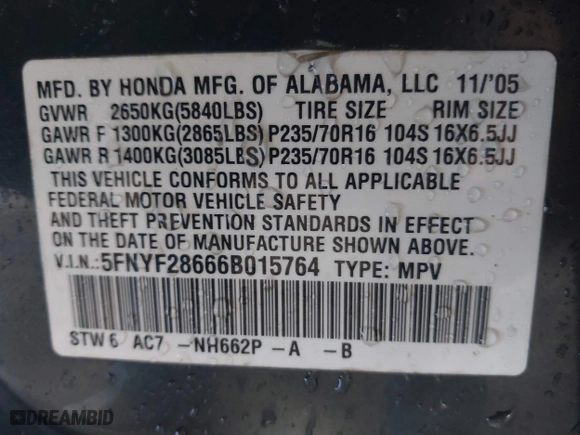 MFD. BY HONDA MFG. OF ALABAMA, LLC 11/'05
GVWR 2650KG(5840LBS) TIRE SIZE RIM SIZE
GAWR F 1300KG(2865LBS) P235/70R16 104S 16X6.5JJ
GAWR R 1400KG(3085LBS) P235/70R16 104S 16X6.5JJ
THIS VEHICLE CONFORMS TO ALL APPLICABLE
FEDERAL MOTOR VEHICLE SAFETY
AND THEFT PREVENTION STANDARDS IN EFFECT
ON THE DATE OF MANUFACTURE SHOWN ABOVE.
V.I.N.:5FNYF28666B015764 TYPE: MPV
STW 6 AC7 -NH662P -A -B
DREAMBID